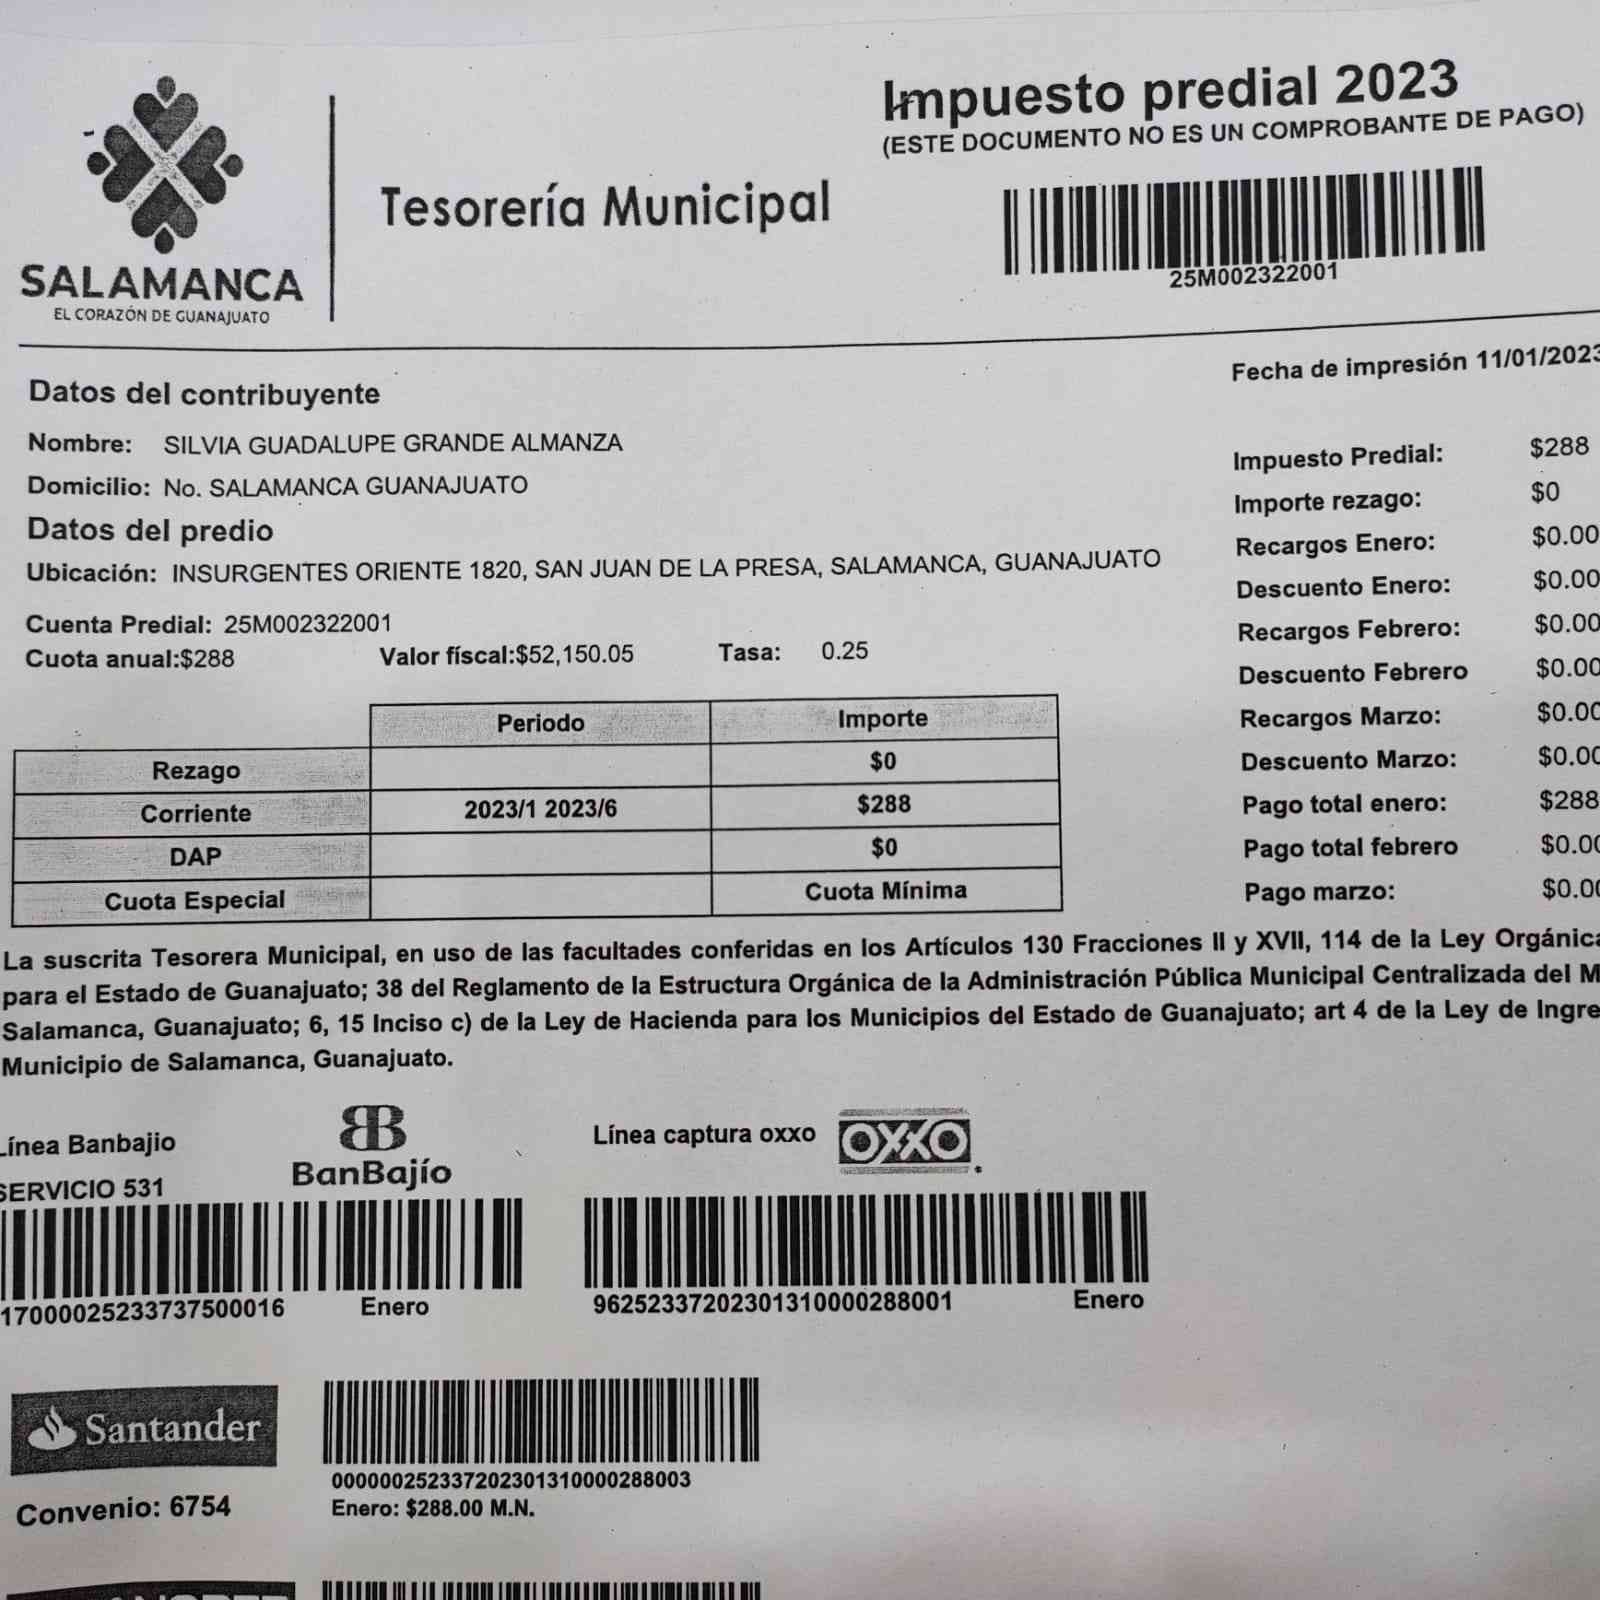 Impuesto predial 2023
(ESTE DOCUMENTO NO ES UN COMPROBANTE DE PAGO)
SALAMANCA
EL CORAZÓN DE GUANAJUATO
Tesorería Municipal
25M002322001
Fecha de impresión 11/01/2023
Datos del contribuyente
Nombre: SILVIA GUADALUPE GRANDE ALMANZA
Domicilio: No. SALAMANCA GUANAJUATO
Datos del predio
Ubicación: INSURGENTES ORIENTE 1820, SAN JUAN DE LA PRESA, SALAMANCA, GUANAJUATO
Cuenta Predial: 25M002322001
Cuota anual:$288 Valor físcal:$52,150.05 Tasa: 0.25
Impuesto Predial: $288
Importe rezago: $0
Recargos Enero: $0.00
Descuento Enero: $0.00
Recargos Febrero: $0.00
Descuento Febrero $0.00
Recargos Marzo: $0.00
Descuento Marzo: $0.00
Pago total enero: $288
Pago total febrero $0.00
Pago marzo: $0.00
Periodo Importe
Rezago $0
Corriente 2023/1 2023/6 $288
DAP $0
Cuota Especial Cuota Mínima
La suscrita Tesorera Municipal, en uso de las facultades conferidas en los Artículos 130 Fracciones II y XVII, 114 de la Ley Orgánica
para el Estado de Guanajuato; 38 del Reglamento de la Estructura Orgánica de la Administración Pública Municipal Centralizada del M
Salamanca, Guanajuato; 6, 15 Inciso c) de la Ley de Hacienda para los Municipios del Estado de Guanajuato; art 4 de la Ley de Ingre
Municipio de Salamanca, Guanajuato.
Línea Banbajio
BanBajío
SERVICIO 531
17000025233737500016 Enero
Línea captura oxxo
OXXO
96252337202301310000288001 Enero
Santander
Convenio: 6754
00000025233720230131000­0288003
Enero: $288.00 M.N.